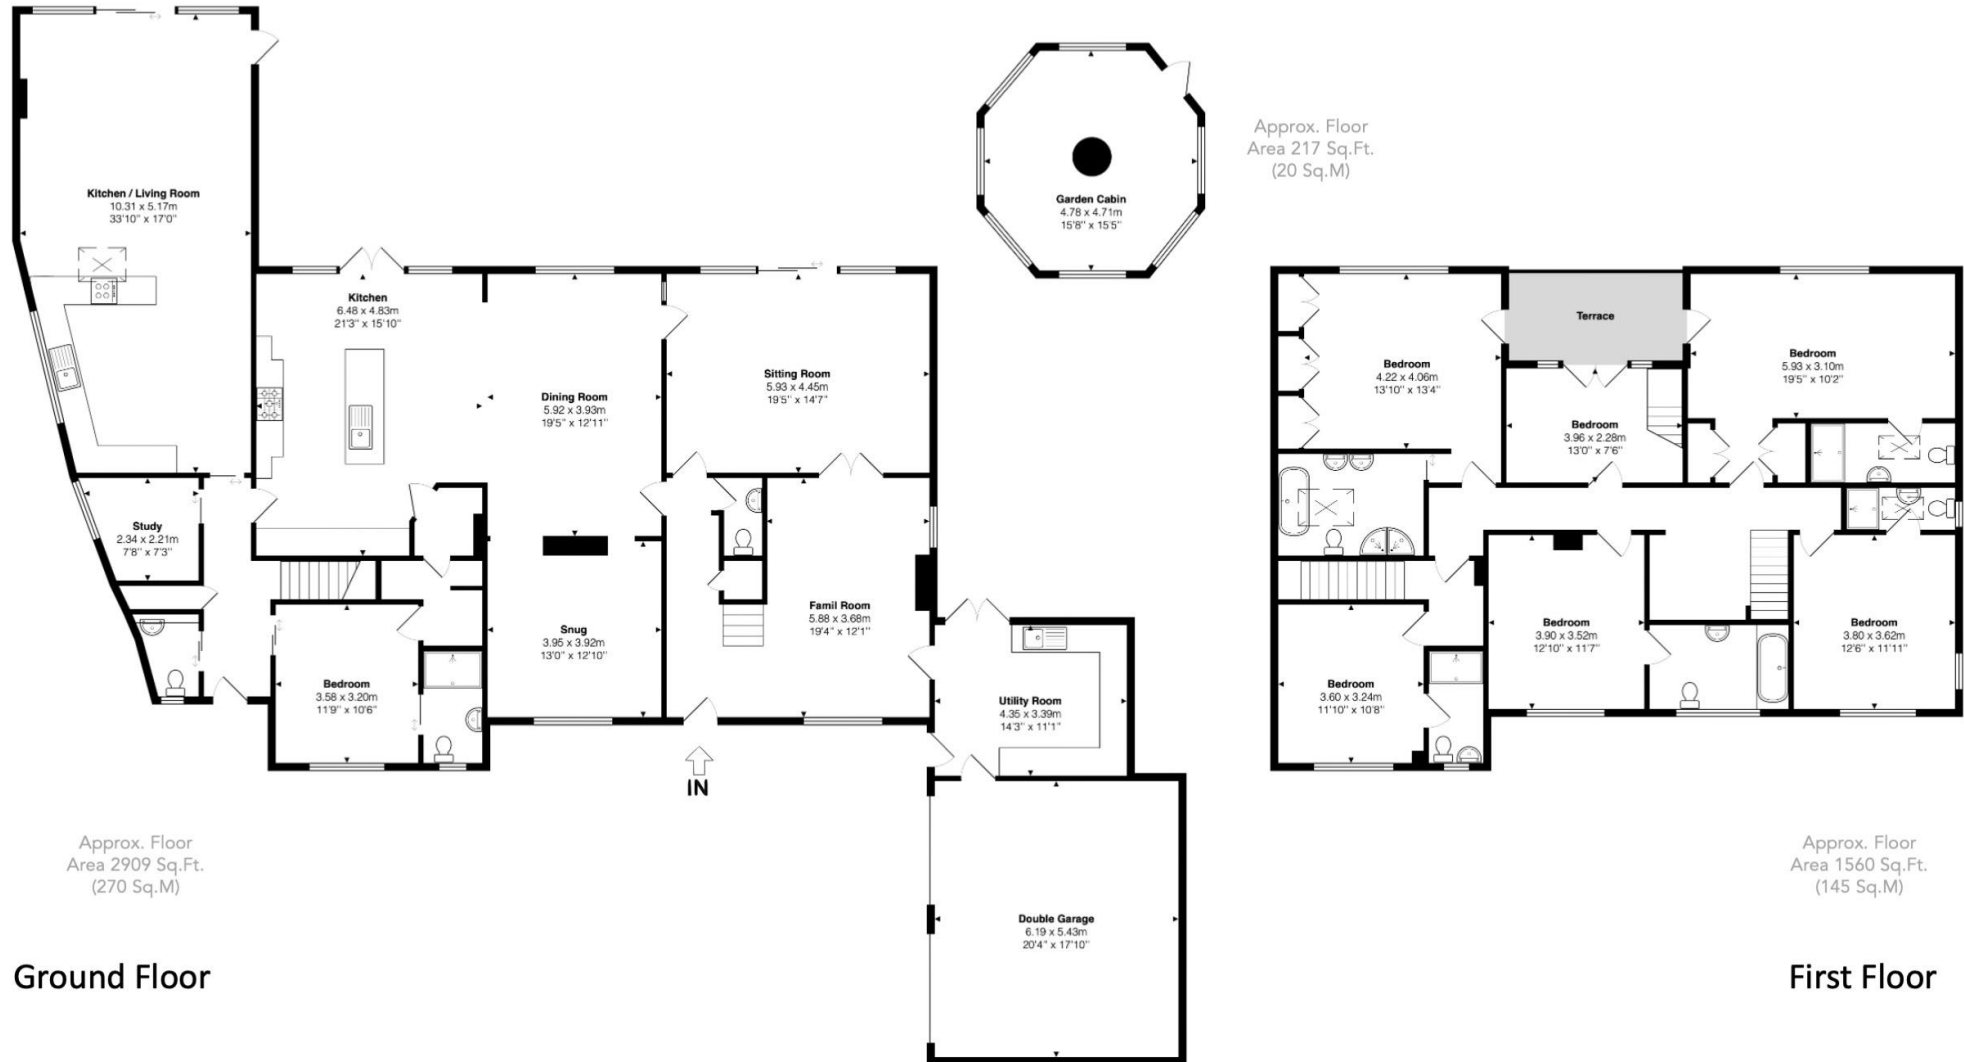 Kitchen / Living Room
10.31 x 5.17m
33'10" x 17'0"
Kitchen
6.48 x 4.83m
21'3" x 15'10"
Dining Room
5.92 x 3.93m
19'5" x 12'11"
Sitting Room
5.93 x 4.45m
19'5" x 14'7"
Study
2.34 x 2.21m
7'8" x 7'3"
Snug
3.95 x 3.92m
13'0" x 12'10"
Famil Room
5.88 x 3.68m
19'4" x 12'1"
Bedroom
3.58 x 3.20m
11'9" x 10'6"
Utility Room
4.35 x 3.39m
14'3" x 11'1"
IN
Double Garage
6.19 x 5.43m
20'4" x 17'10"
Approx. Floor
Area 2909 Sq.Ft.
(270 Sq.M)
Ground Floor
Garden Cabin
4.78 x 4.71m
15'8" x 15'5"
Approx. Floor
Area 217 Sq.Ft.
(20 Sq.M)
Terrace
Bedroom
4.22 x 4.06m
13'10" x 13'4"
Bedroom
5.93 x 3.10m
19'5" x 10'2"
Bedroom
3.96 x 2.28m
13'0" x 7'6"
Bedroom
3.90 x 3.52m
12'10" x 11'7"
Bedroom
3.80 x 3.62m
12'6" x 11'11"
Bedroom
3.60 x 3.24m
11'10" x 10'8"
Approx. Floor
Area 1560 Sq.Ft.
(145 Sq.M)
First Floor